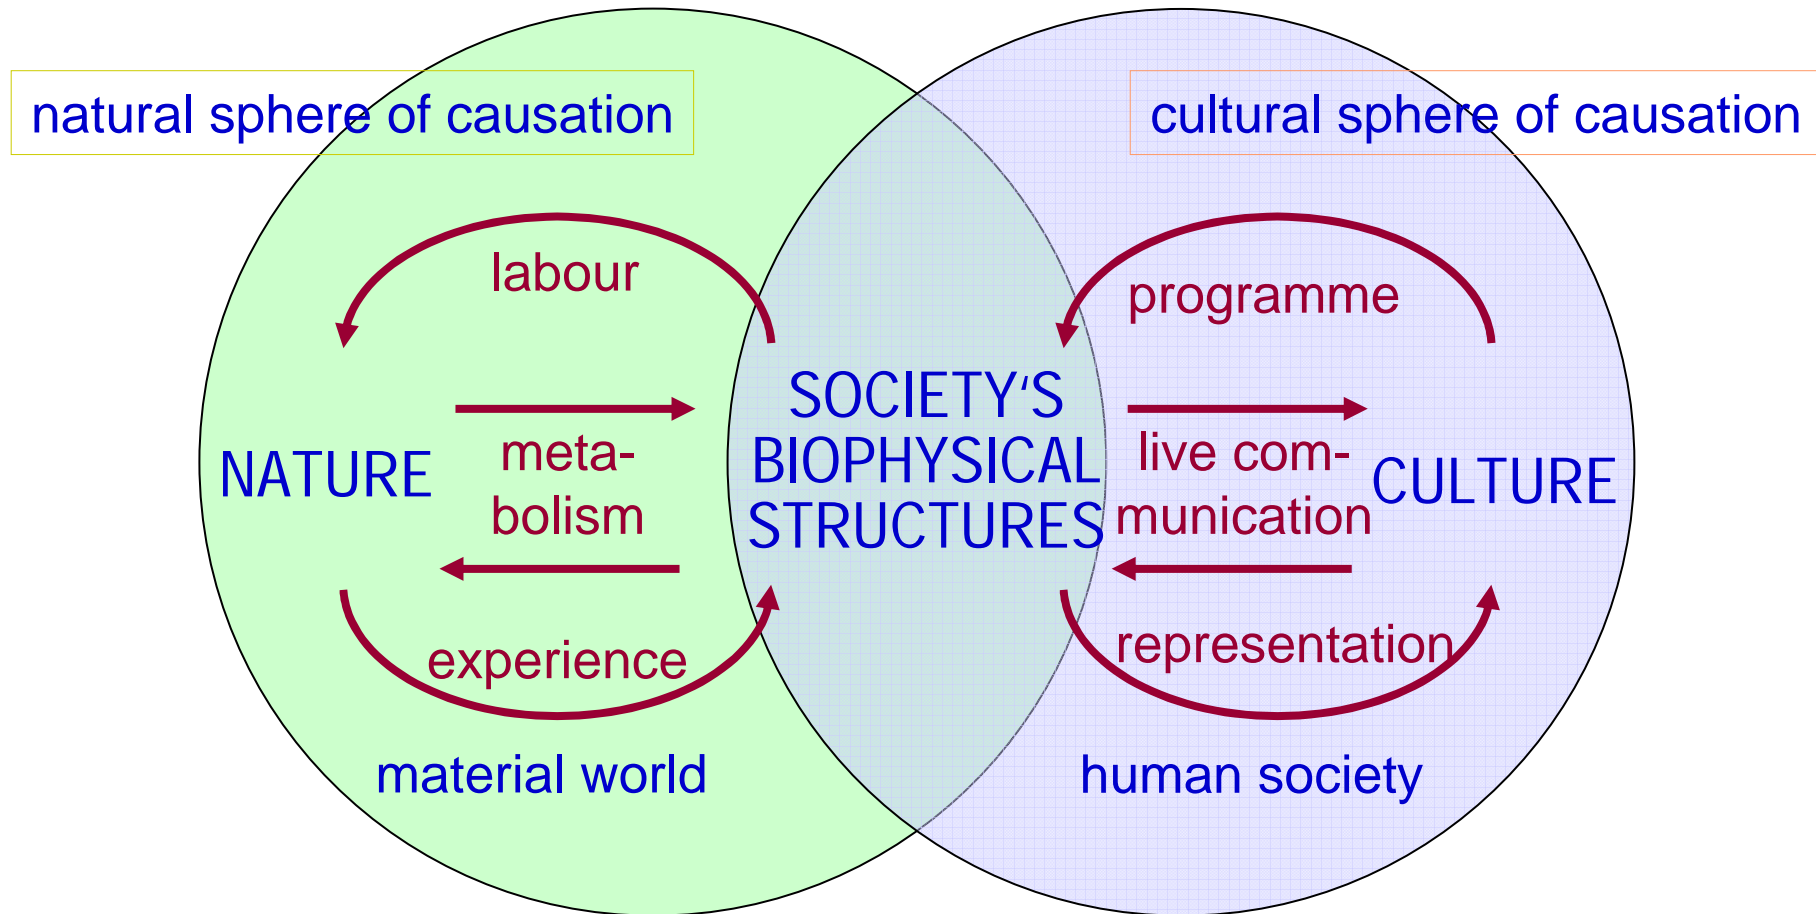 natural sphere of causation
cultural sphere of causation
labour
programme
NATURE
meta-
bolism
SOCIETY‘S
BIOPHYSICAL
STRUCTURES
live com-
munication
CULTURE
experience
representation
material world
human society